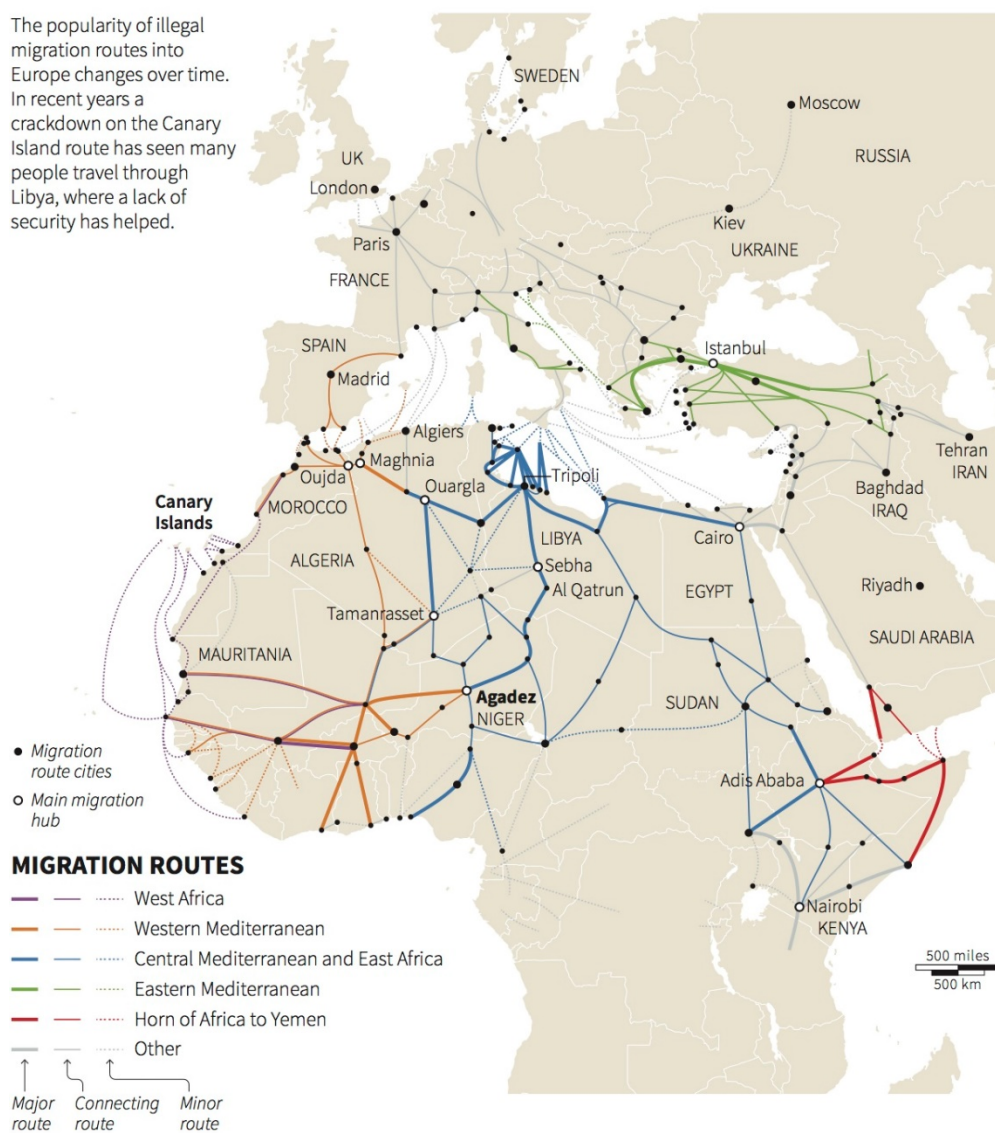 The popularity of illegal
migration routes into
Europe changes over time.
In recent years a
crackdown on the Canary
Island route has seen many
people travel through
Libya, where a lack of
security has helped.
SWEDEN
Moscow
RUSSIA
UK
London
Kiev
UKRAINE
Paris
FRANCE
SPAIN
Madrid
Istanbul
Algiers
Maghnia
Oujda
Ouargla
Tripoli
Tehran
IRAN
Baghdad
IRAQ
MOROCCO
Canary
Islands
LIBYA
Cairo
ALGERIA
Sebha
Al Qatrun
EGYPT
Riyadh
Tamanrasset
SAUDI ARABIA
MAURITANIA
Agadez
NIGER
SUDAN
Adis Ababa
Nairobi
KENYA
Migration
route cities
Main migration
hub
MIGRATION ROUTES
West Africa
Western Mediterranean
Central Mediterranean and East Africa
Eastern Mediterranean
Horn of Africa to Yemen
Other
Major
route
Connecting
route
Minor
route
500 miles
500 km